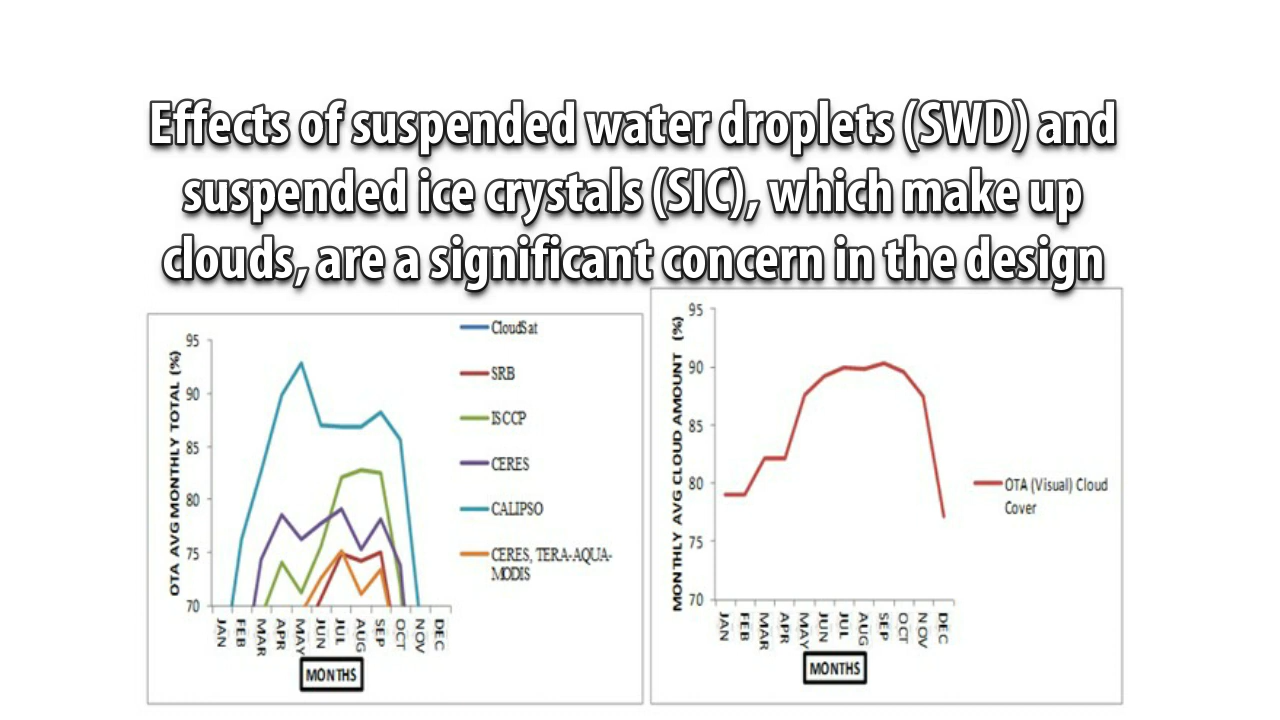 Effects of suspended water droplets (SWD) and
suspended ice crystals (SIC), which make up
clouds, are a significant concern in the design
OTA AVG MONTHLY TOTAL (%)
95
90
85
80
75
70
JAN
FEB
MAR
APR
MAY
JUN
JUL
AUG
SEP
OCT
NOV
DEC
MONTHS
CloudSat
SRB
ISCCP
CERES
CALIPSO
CERES, TERA-AQUA-
MODIS
MONTHLY AVG CLOUD AMOUNT (%)
95
90
85
80
75
70
JAN
FEB
MAR
APR
MAY
JUN
JUL
AUG
SEP
OCT
NOV
DEC
MONTHS
OTA (Visual) Cloud
Cover